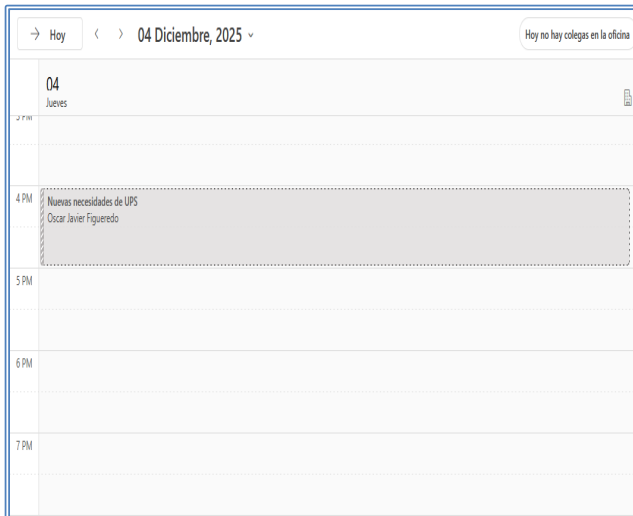 Hoy
04 Diciembre, 2025
Hoy no hay colegas en la oficina
04
Jueves
4 PM
Nuevas necesidades de UPS
Oscar Javier Figueredo
5 PM
6 PM
7 PM